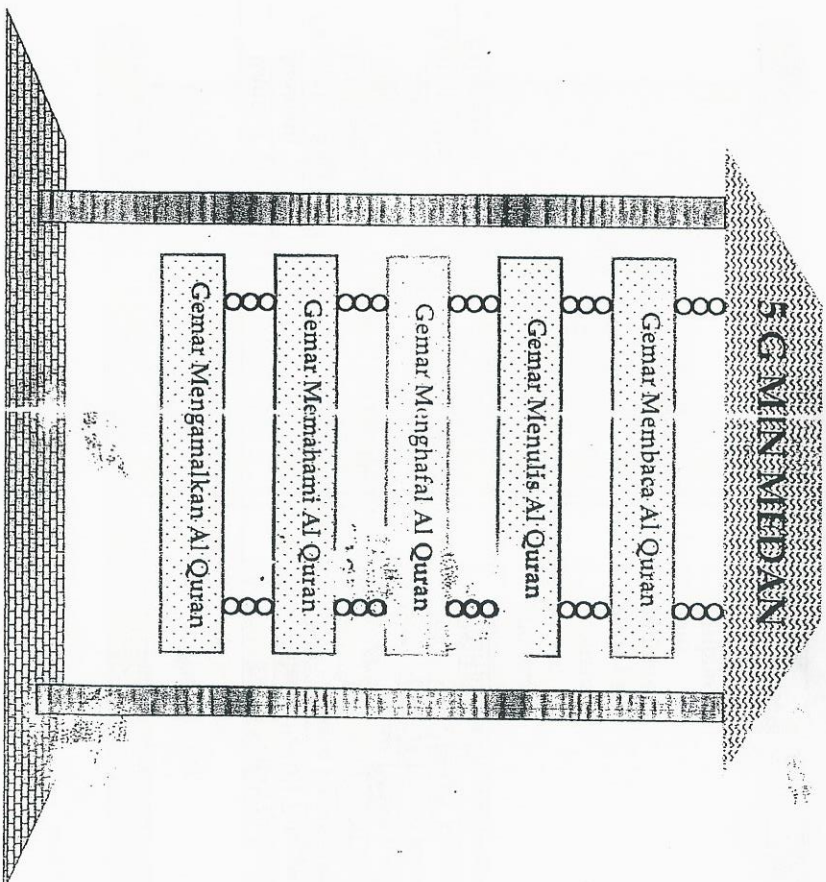 5 G MIN MEDAN
Gemar Membaca Al Quran
Gemar Menulis Al Quran
Gemar Menghafal Al Quran
Gemar Memahami Al Quran
Gemar Mengamalkan Al Quran